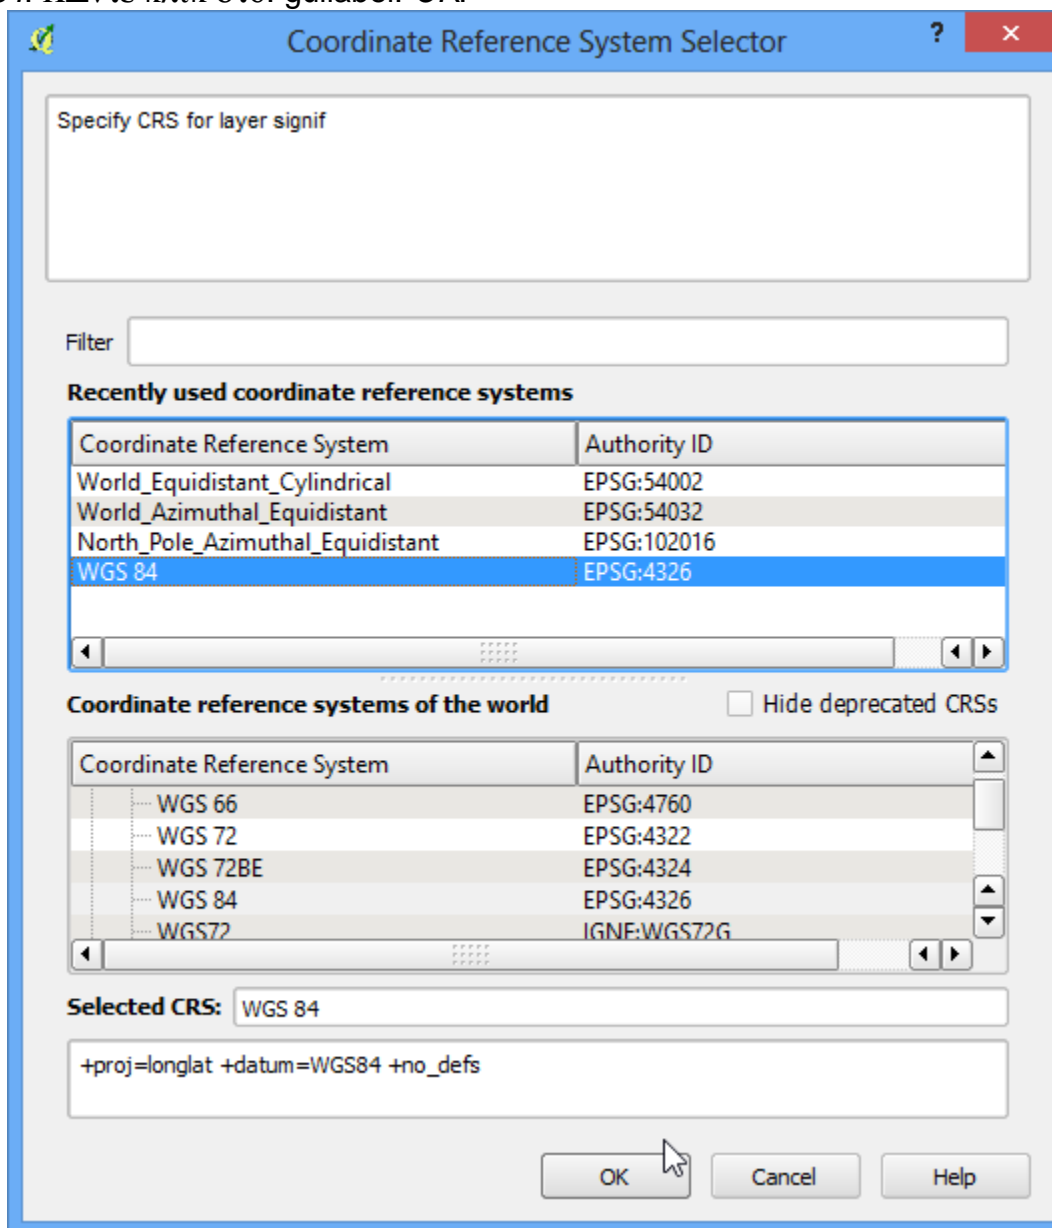 Coordinate Reference System Selector ?
Specify CRS for layer signif
Filter
Recently used coordinate reference systems
Coordinate Reference System Authority ID
World_Equidistant_Cylindrical EPSG:54002
World_Azimuthal_Equidistant EPSG:54032
North_Pole_Azimuthal_Equidistant EPSG:102016
WGS 84 EPSG:4326
Coordinate reference systems of the world Hide deprecated CRSs
Coordinate Reference System Authority ID
WGS 66 EPSG:4760
WGS 72 EPSG:4322
WGS 72BE EPSG:4324
WGS 84 EPSG:4326
WGS72 IGNF:WGS72G
Selected CRS: WGS 84
+proj=longlat +datum=WGS84 +no_defs
OK Cancel Help